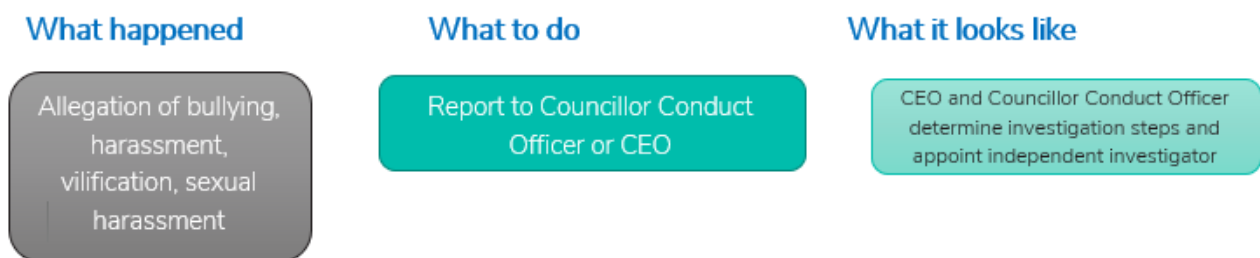 What happened
What to do
What it looks like
Allegation of bullying,
harassment,
vilification, sexual
harassment
Report to Councillor Conduct
Officer or CEO
CEO and Councillor Conduct Officer
determine investigation steps and
appoint independent investigator